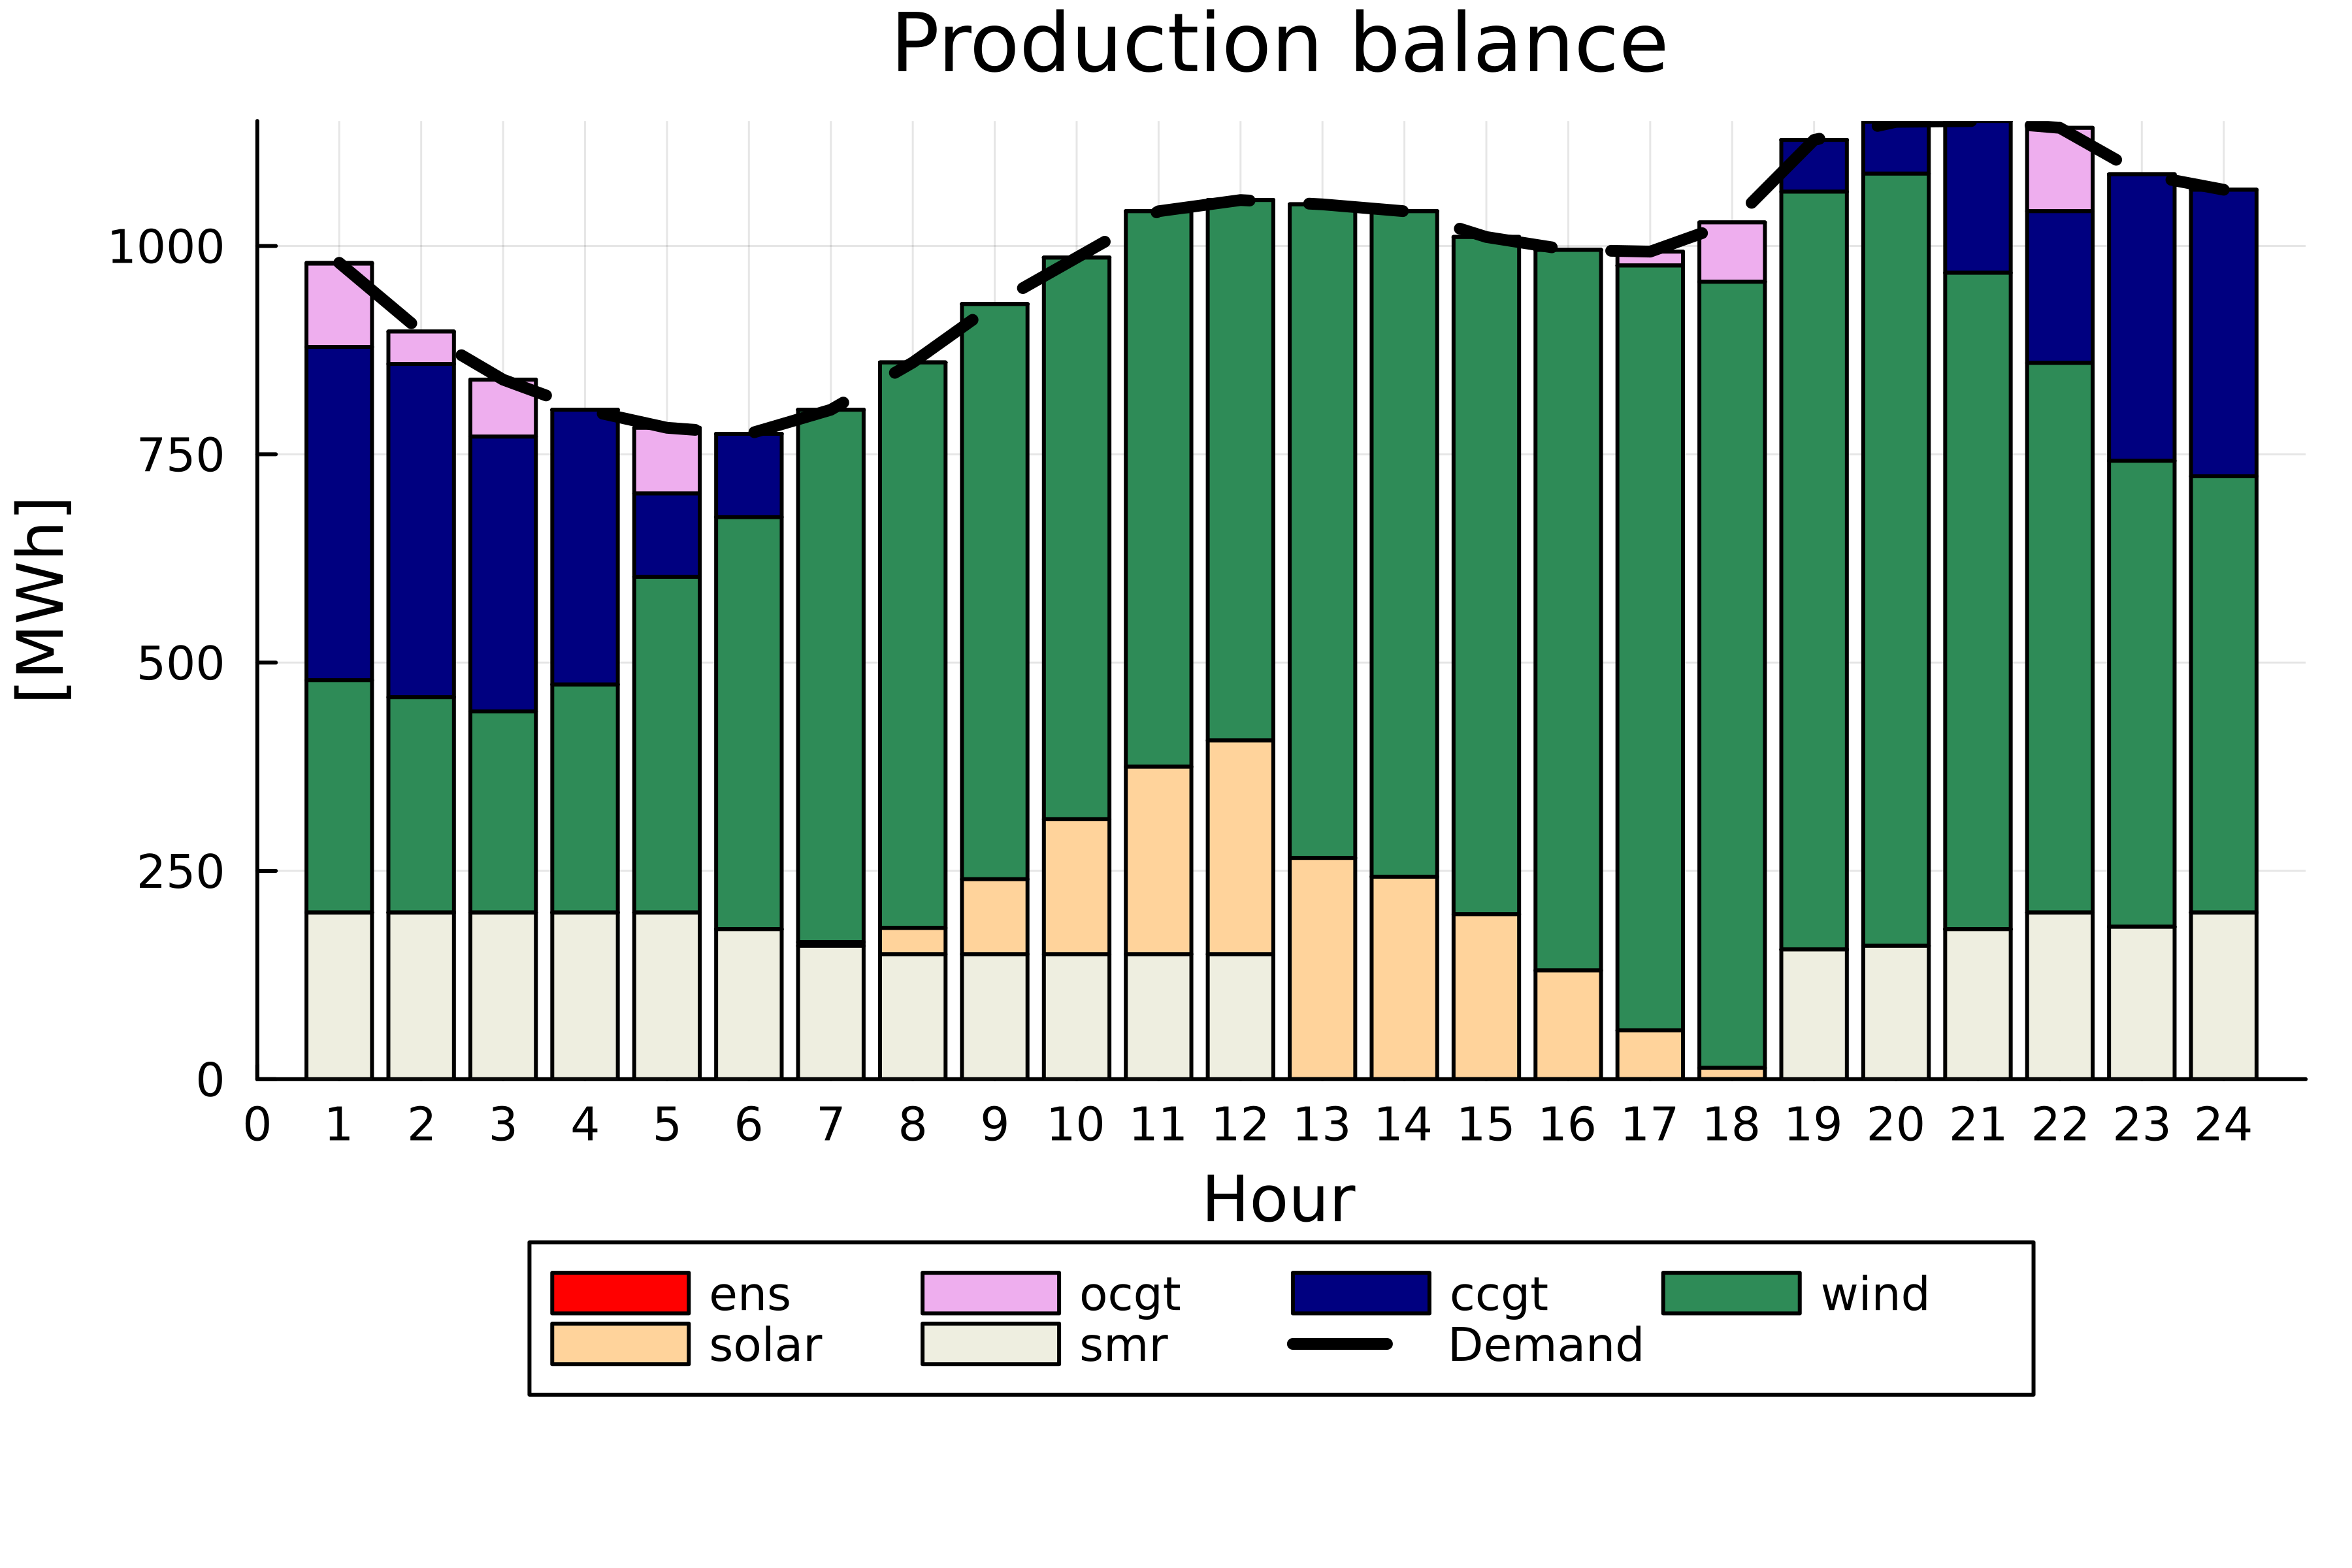 Production balance
[MWh]
1000
750
500
250
0
0 1 2 3 4 5 6 7 8 9 10 11 12 13 14 15 16 17 18 19 20 21 22 23 24
Hour
ens ocgt ccgt wind
solar smr Demand